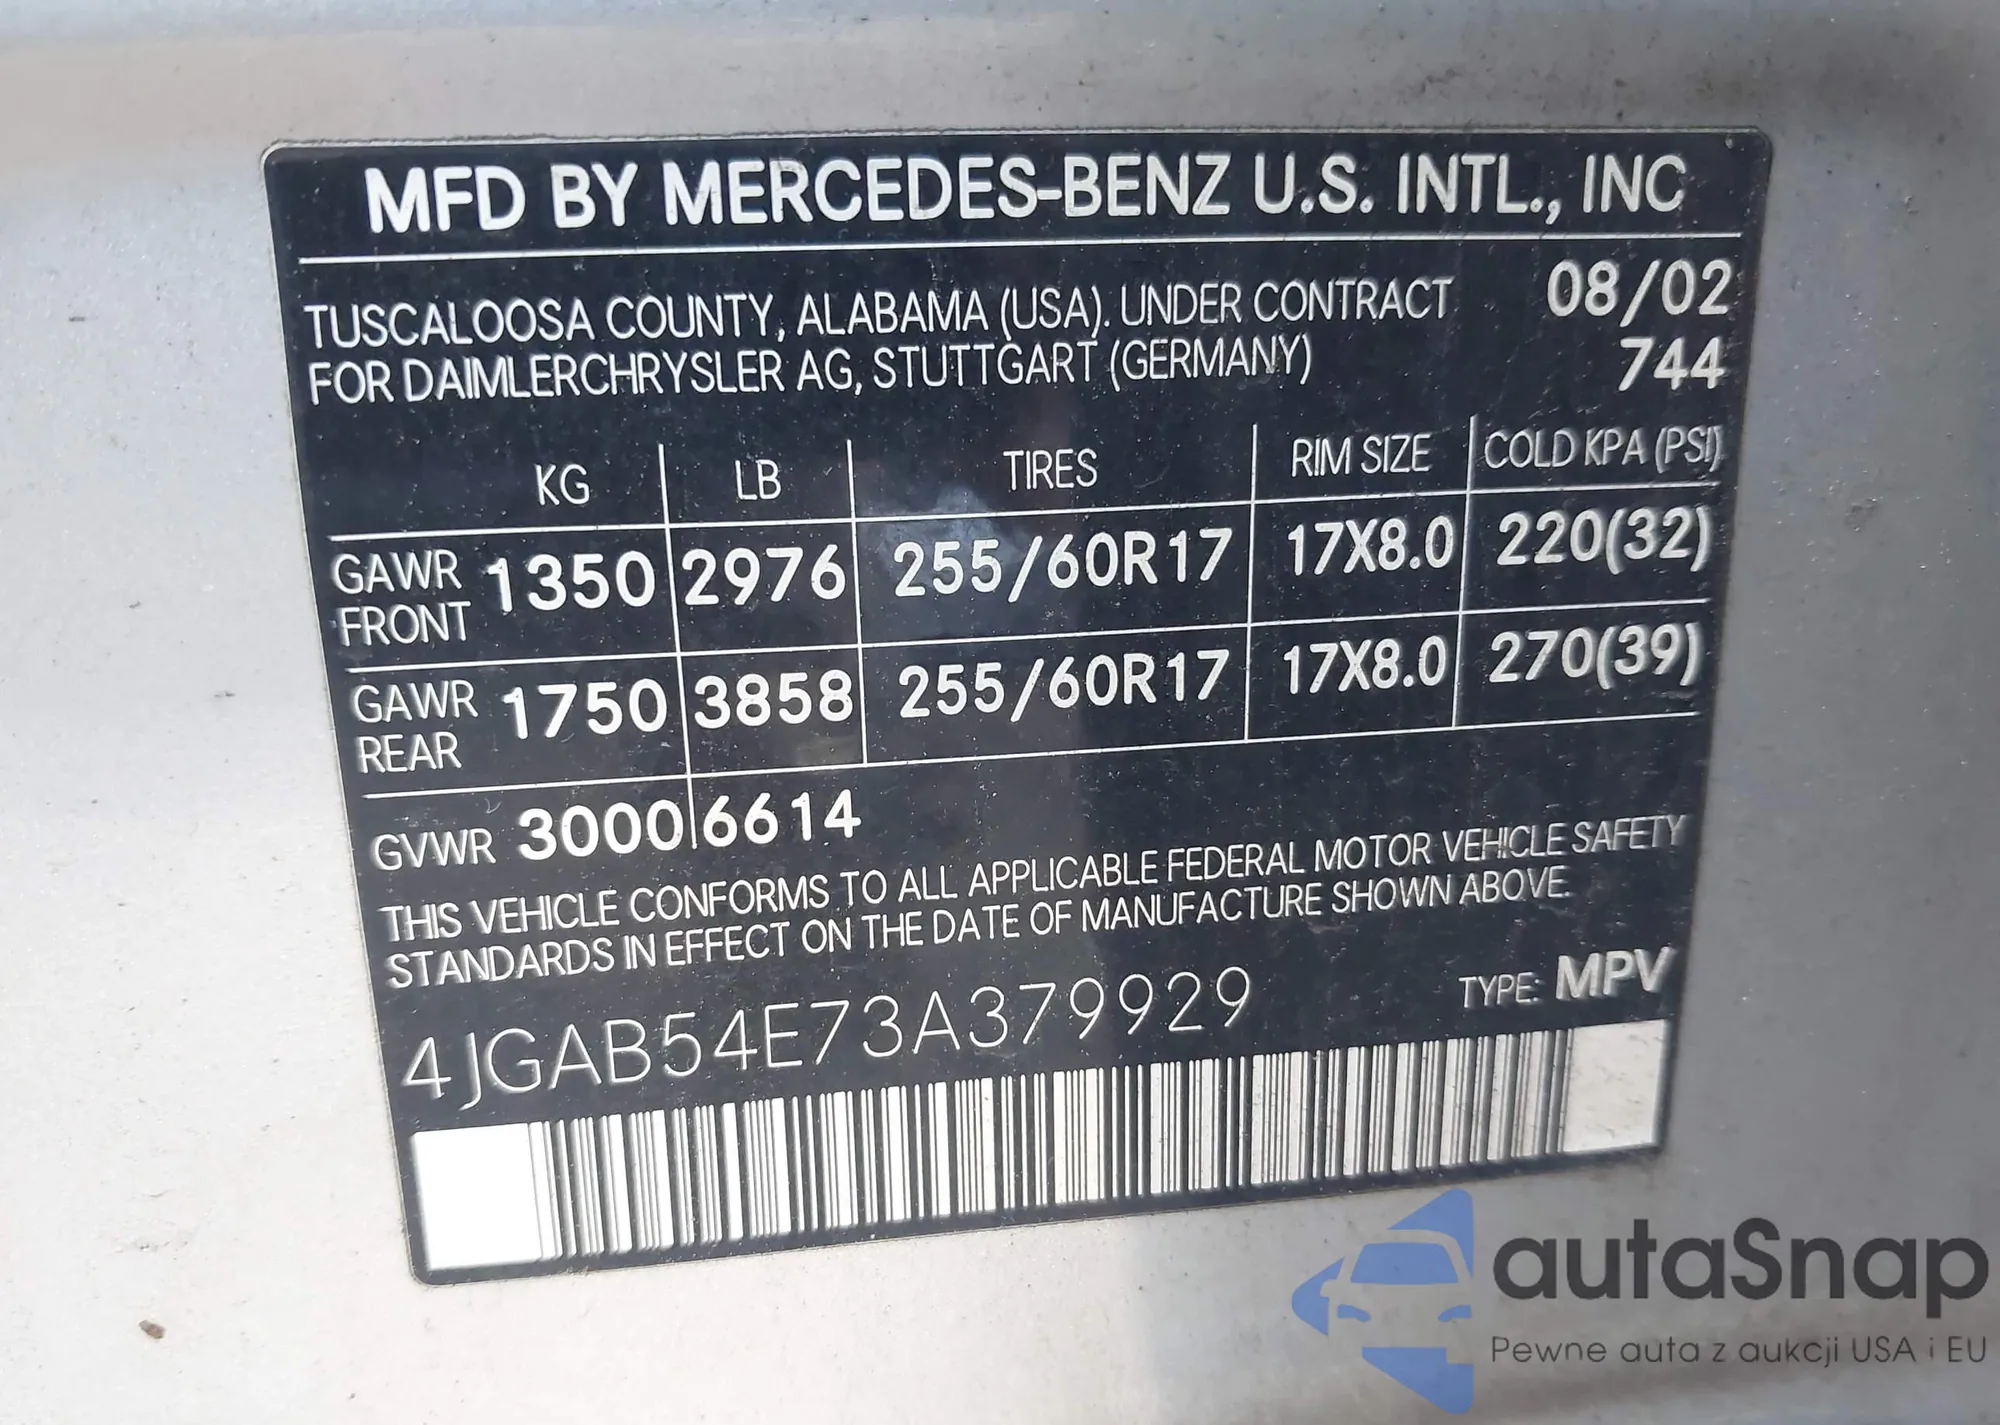 MFD BY MERCEDES-BENZ U.S. INTL., INC
TUSCALOOSA COUNTY, ALABAMA (USA). UNDER CONTRACT 08/02
FOR DAIMLERCHRYSLER AG, STUTTGART (GERMANY) 744
KG LB TIRES RIM SIZE COLD KPA (PSI)
GAWR FRONT 1350 2976 255/60R17 17X8.0 220(32)
GAWR REAR 1750 3858 255/60R17 17X8.0 270(39)
GVWR 3000 6614
THIS VEHICLE CONFORMS TO ALL APPLICABLE FEDERAL MOTOR VEHICLE SAFETY
STANDARDS IN EFFECT ON THE DATE OF MANUFACTURE SHOWN ABOVE.
4JGAB54E73A379929 TYPE: MPV
autaSnap
Pewne auta z aukcji USA i EU